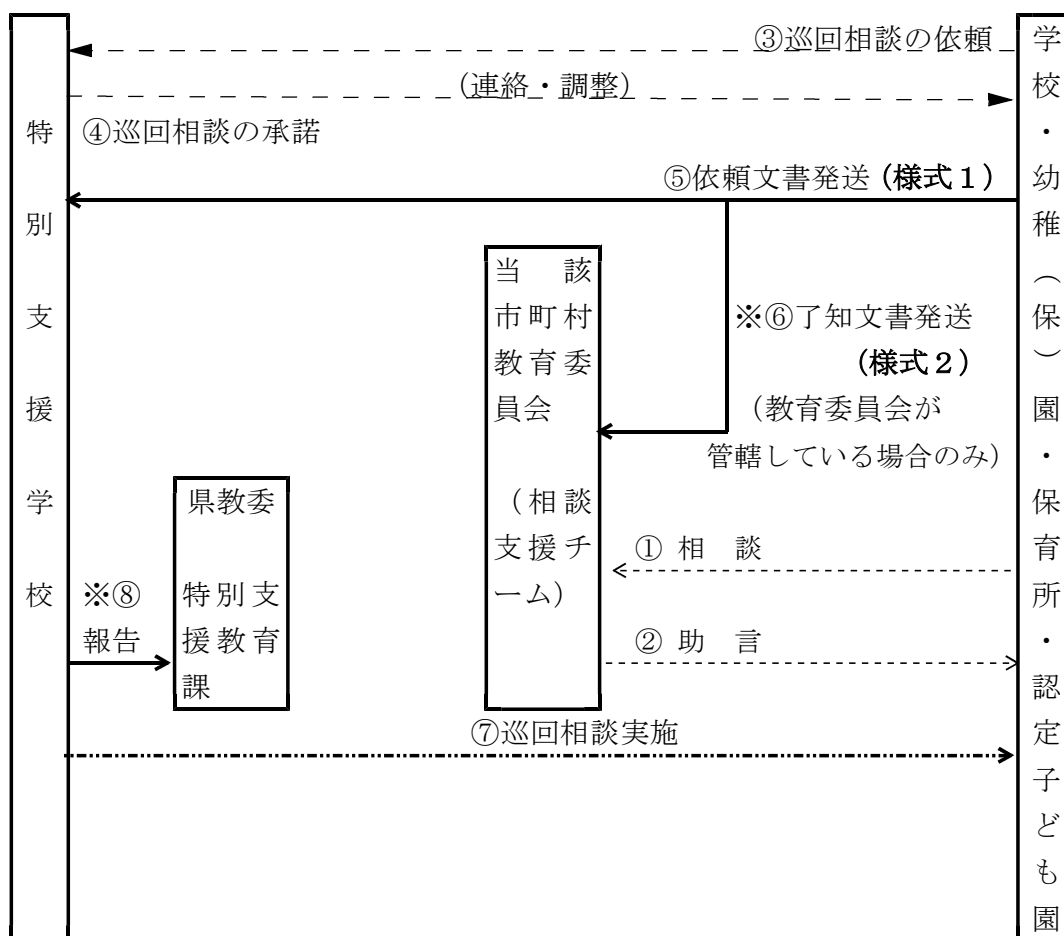 特別支援学校
③巡回相談の依頼
(連絡・調整)
④巡回相談の承諾
⑤依頼文書発送(様式1)
当該
市町村
教育委
員会
(相談
支援チ
ーム)
※⑥了知文書発送
(様式2)
(教育委員会が
管轄している場合のみ)
県教委
特別支
援教育
課
※⑧
報告
① 相 談
② 助 言
⑦巡回相談実施
学校・幼稚(保)園・保育所・認定子ども園